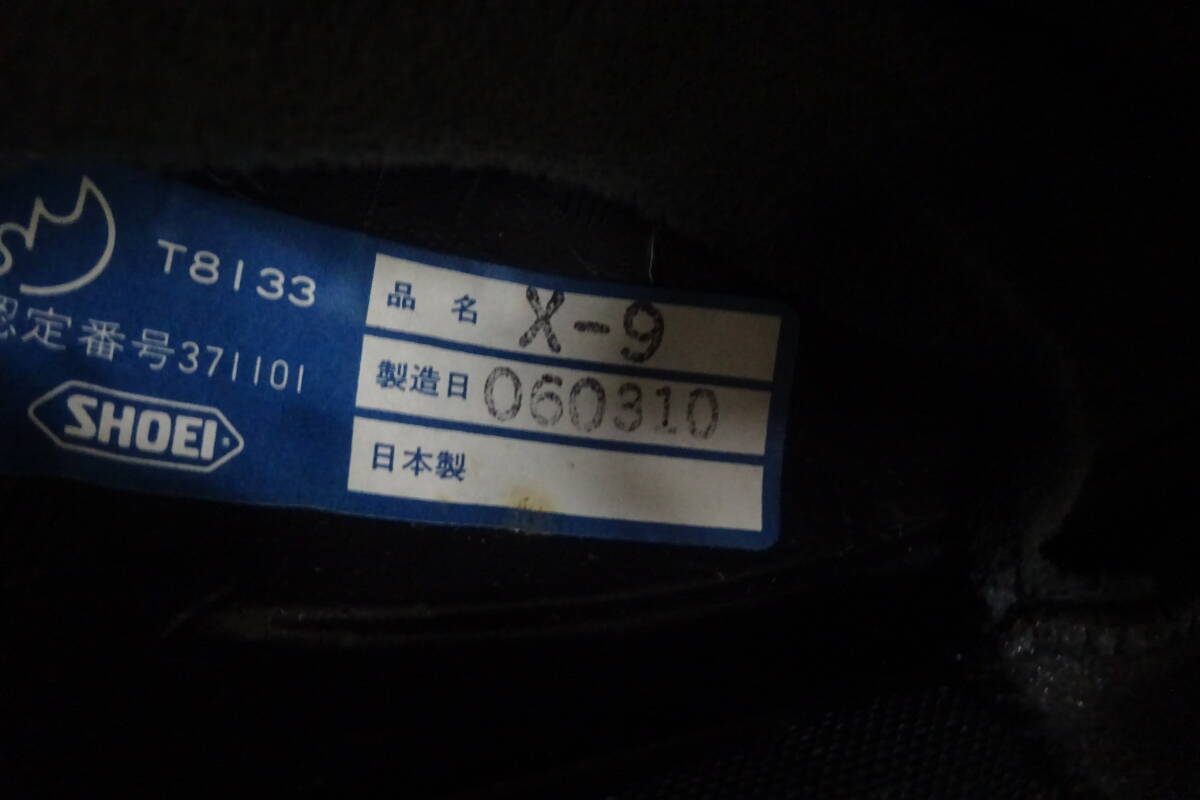 T8133
認定番号371101
SHOEI
品名 X-9
製造日 060310
日本製